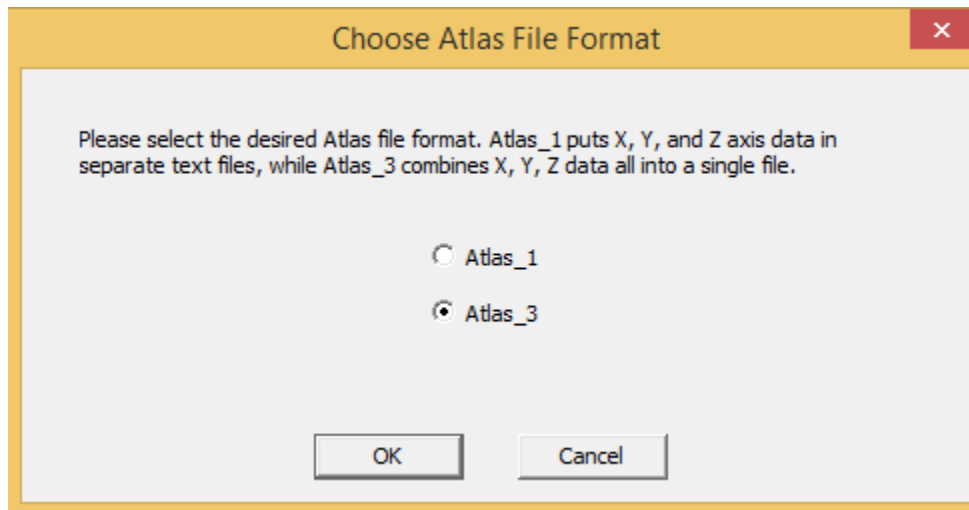 Choose Atlas File Format
Please select the desired Atlas file format. Atlas_1 puts X, Y, and Z axis data in
separate text files, while Atlas_3 combines X, Y, Z data all into a single file.
Atlas_1
Atlas_3
OK
Cancel